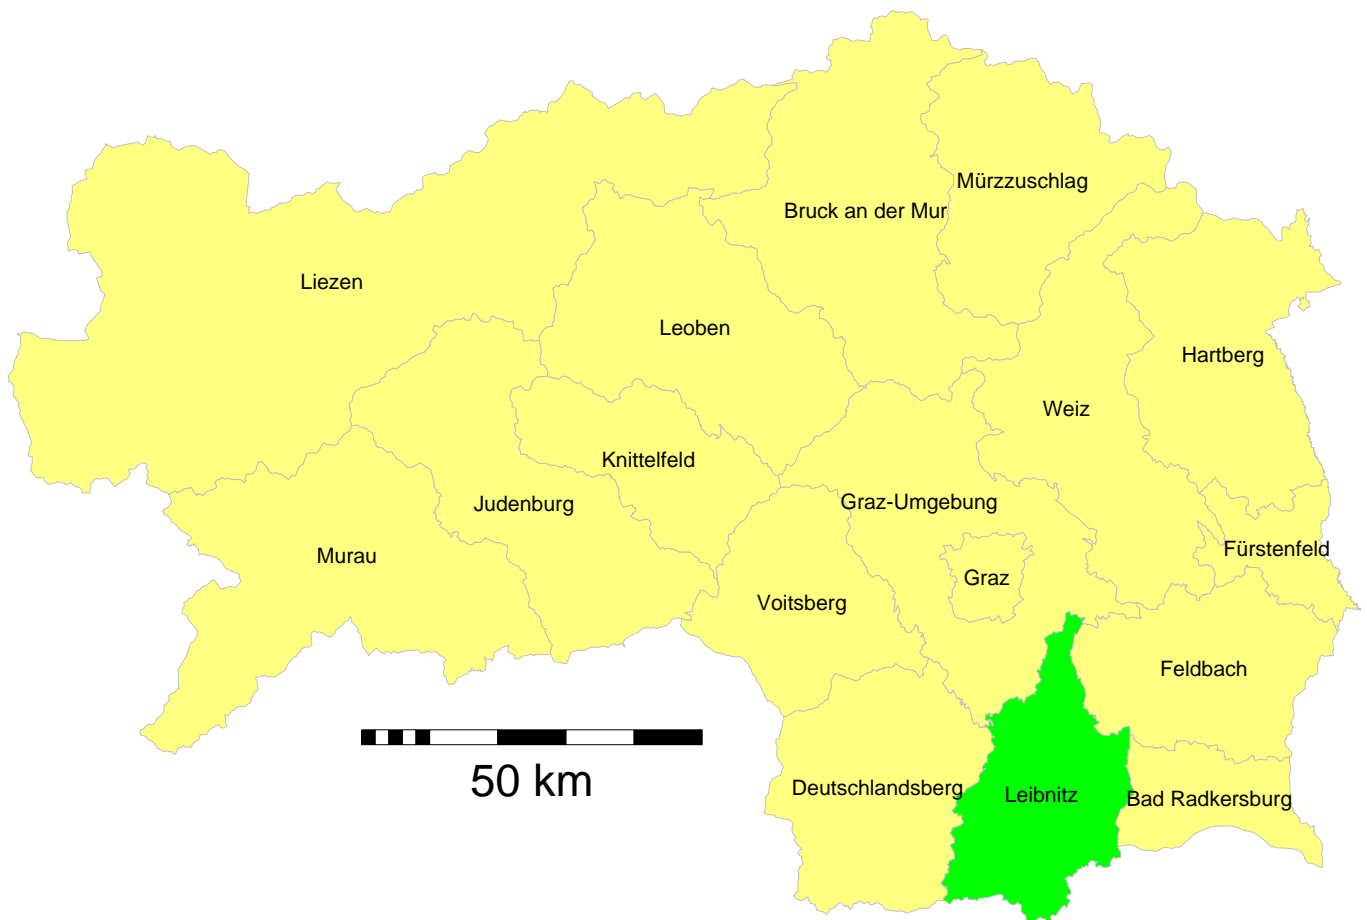 Mürzzuschlag
Bruck an der Mur
Liezen
Leoben
Hartberg
Weiz
Knittelfeld
Judenburg
Graz-Umgebung
Fürstenfeld
Murau
Graz
Voitsberg
Feldbach
50 km
Deutschlandsberg
Leibnitz
Bad Radkersburg